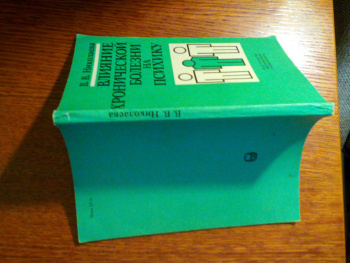 В. В. Николаева
ВЛИЯНИЕ
ХРОНИЧЕСКОЙ
БОЛЕЗНИ
НА
ПСИХИКУ
В. В. Николаева